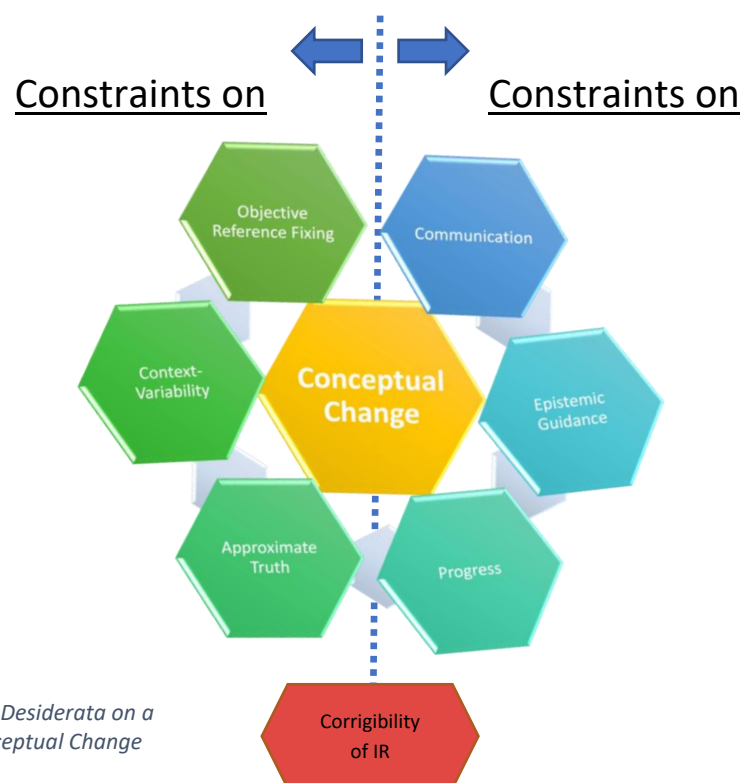 Constraints on
Constraints on
Objective
Reference Fixing
Communication
Context-
Variability
Conceptual
Change
Epistemic
Guidance
Approximate
Truth
Progress
Desiderata on a
ceptual Change
Corrigibility
of IR